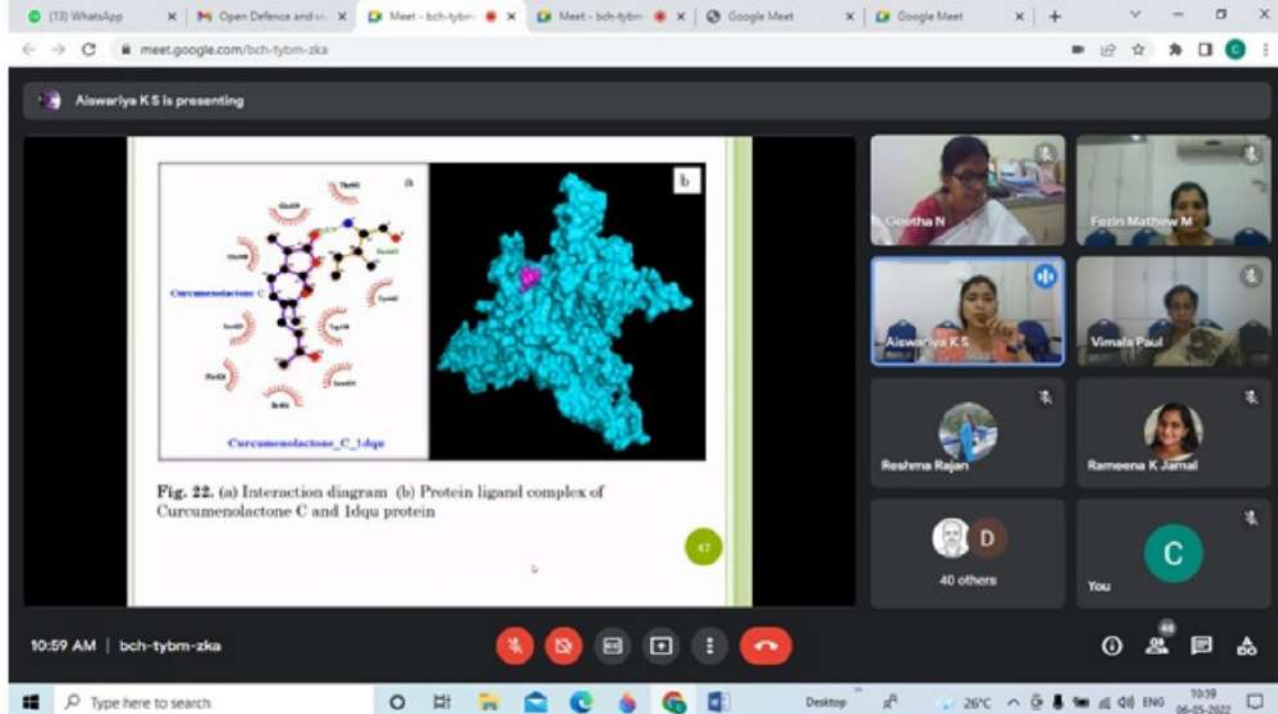 (13) WhatsApp
Open Defence and vi
Meet - bch-tybm
Meet - bch-tybm
Google Meet
Google Meet
meet.google.com/bch-tybm-zka
C
Aiswariya K S is presenting
a
b
Curcumenolactone C
Curcumenolactone_C_1dqu
Fig. 22. (a) Interaction diagram (b) Protein ligand complex of
Curcumenolactone C and 1dqu protein
47
Geetha N
Fezin Mathew M
Aiswariya K S
Vimala Paul
Reshma Rajan
Rameena K Jamal
D
40 others
C
You
10:59 AM | bch-tybm-zka
48
Type here to search
Desktop
26°C
ENG
10:59
06-05-2022